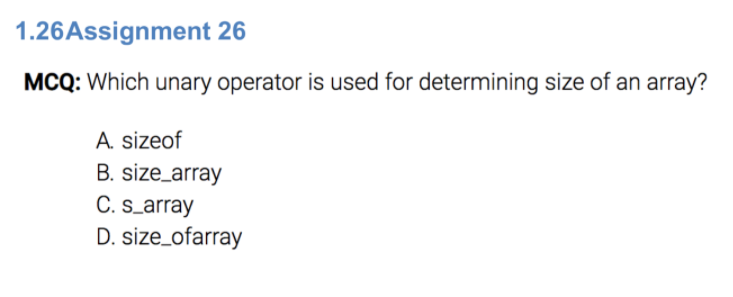 1.26Assignment 26
MCQ: Which unary operator is used for determining size of an array?
A. sizeof
B. size_array
C. s_array
D. size_ofarray